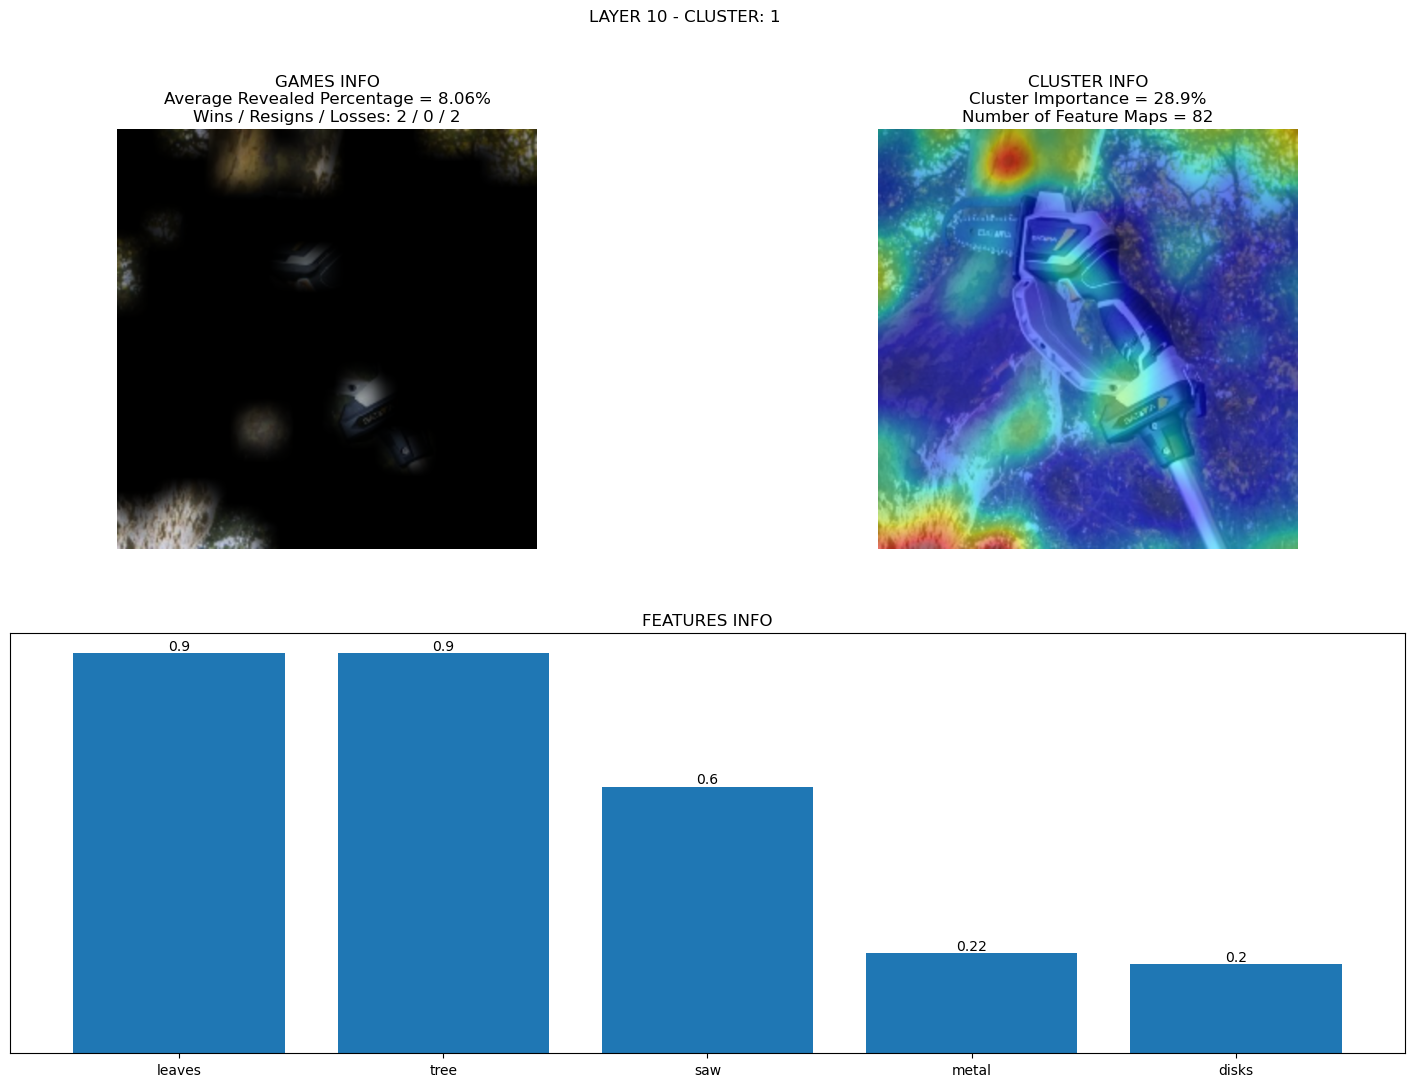 LAYER 10 - CLUSTER: 1
GAMES INFO
Average Revealed Percentage = 8.06%
Wins / Resigns / Losses: 2 / 0 / 2
CLUSTER INFO
Cluster Importance = 28.9%
Number of Feature Maps = 82
FEATURES INFO
0.9
0.9
0.6
0.22
0.2
leaves
tree
saw
metal
disks